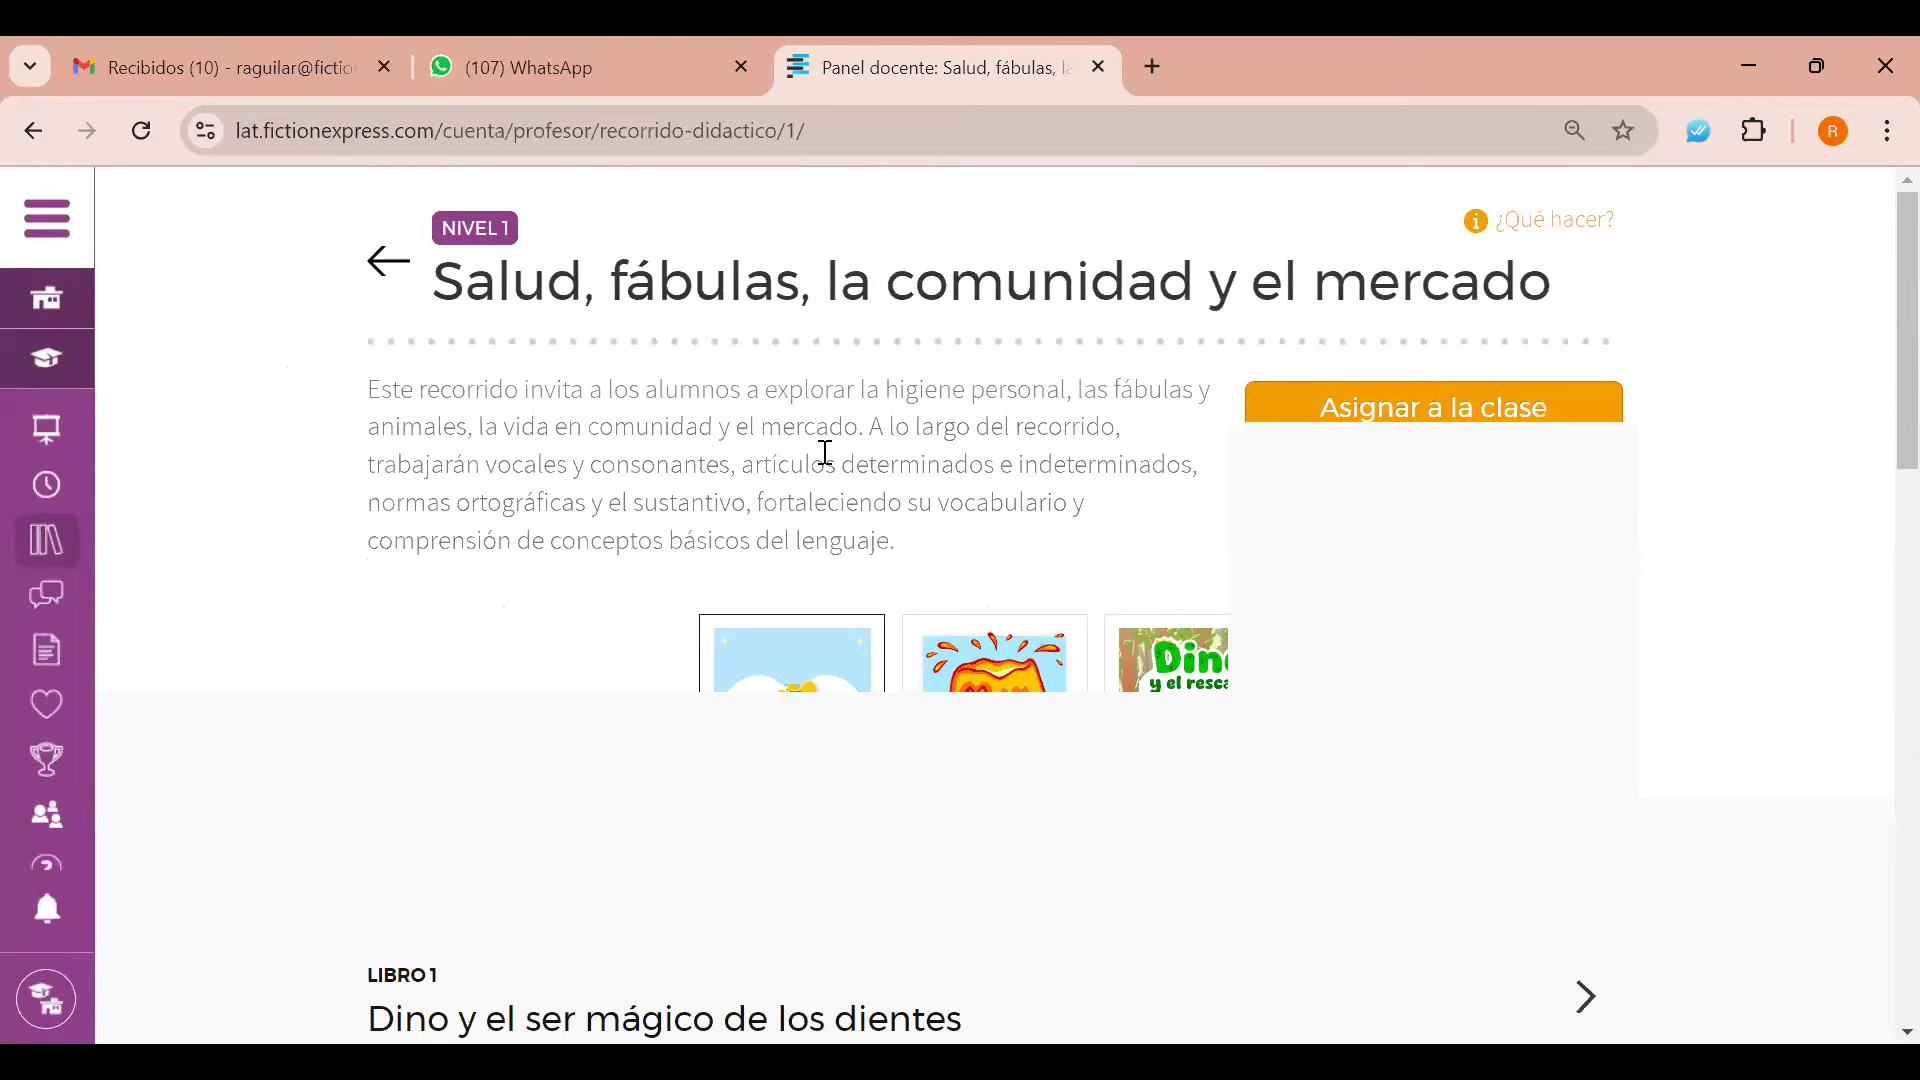 Recibidos (10) - raguilar@fictio
(107) WhatsApp
Panel docente: Salud, fábulas, la
lat.fictionexpress.com/cuenta/profesor/recorrido-didactico/1/
R
NIVEL 1
¿Qué hacer?
Salud, fábulas, la comunidad y el mercado
Este recorrido invita a los alumnos a explorar la higiene personal, las fábulas y
animales, la vida en comunidad y el mercado. A lo largo del recorrido,
trabajarán vocales y consonantes, artículos determinados e indeterminados,
normas ortográficas y el sustantivo, fortaleciendo su vocabulario y
comprensión de conceptos básicos del lenguaje.
Asignar a la clase
Din
y el resca
LIBRO 1
Dino y el ser mágico de los dientes